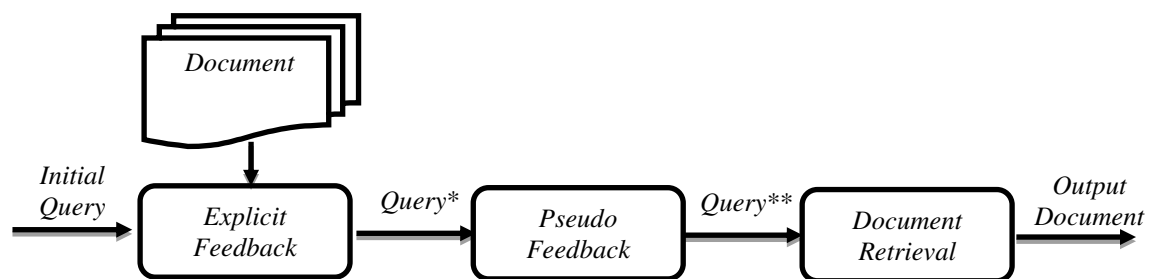 Document
Initial
Query
Explicit
Feedback
Query*
Pseudo
Feedback
Query**
Document
Retrieval
Output
Document